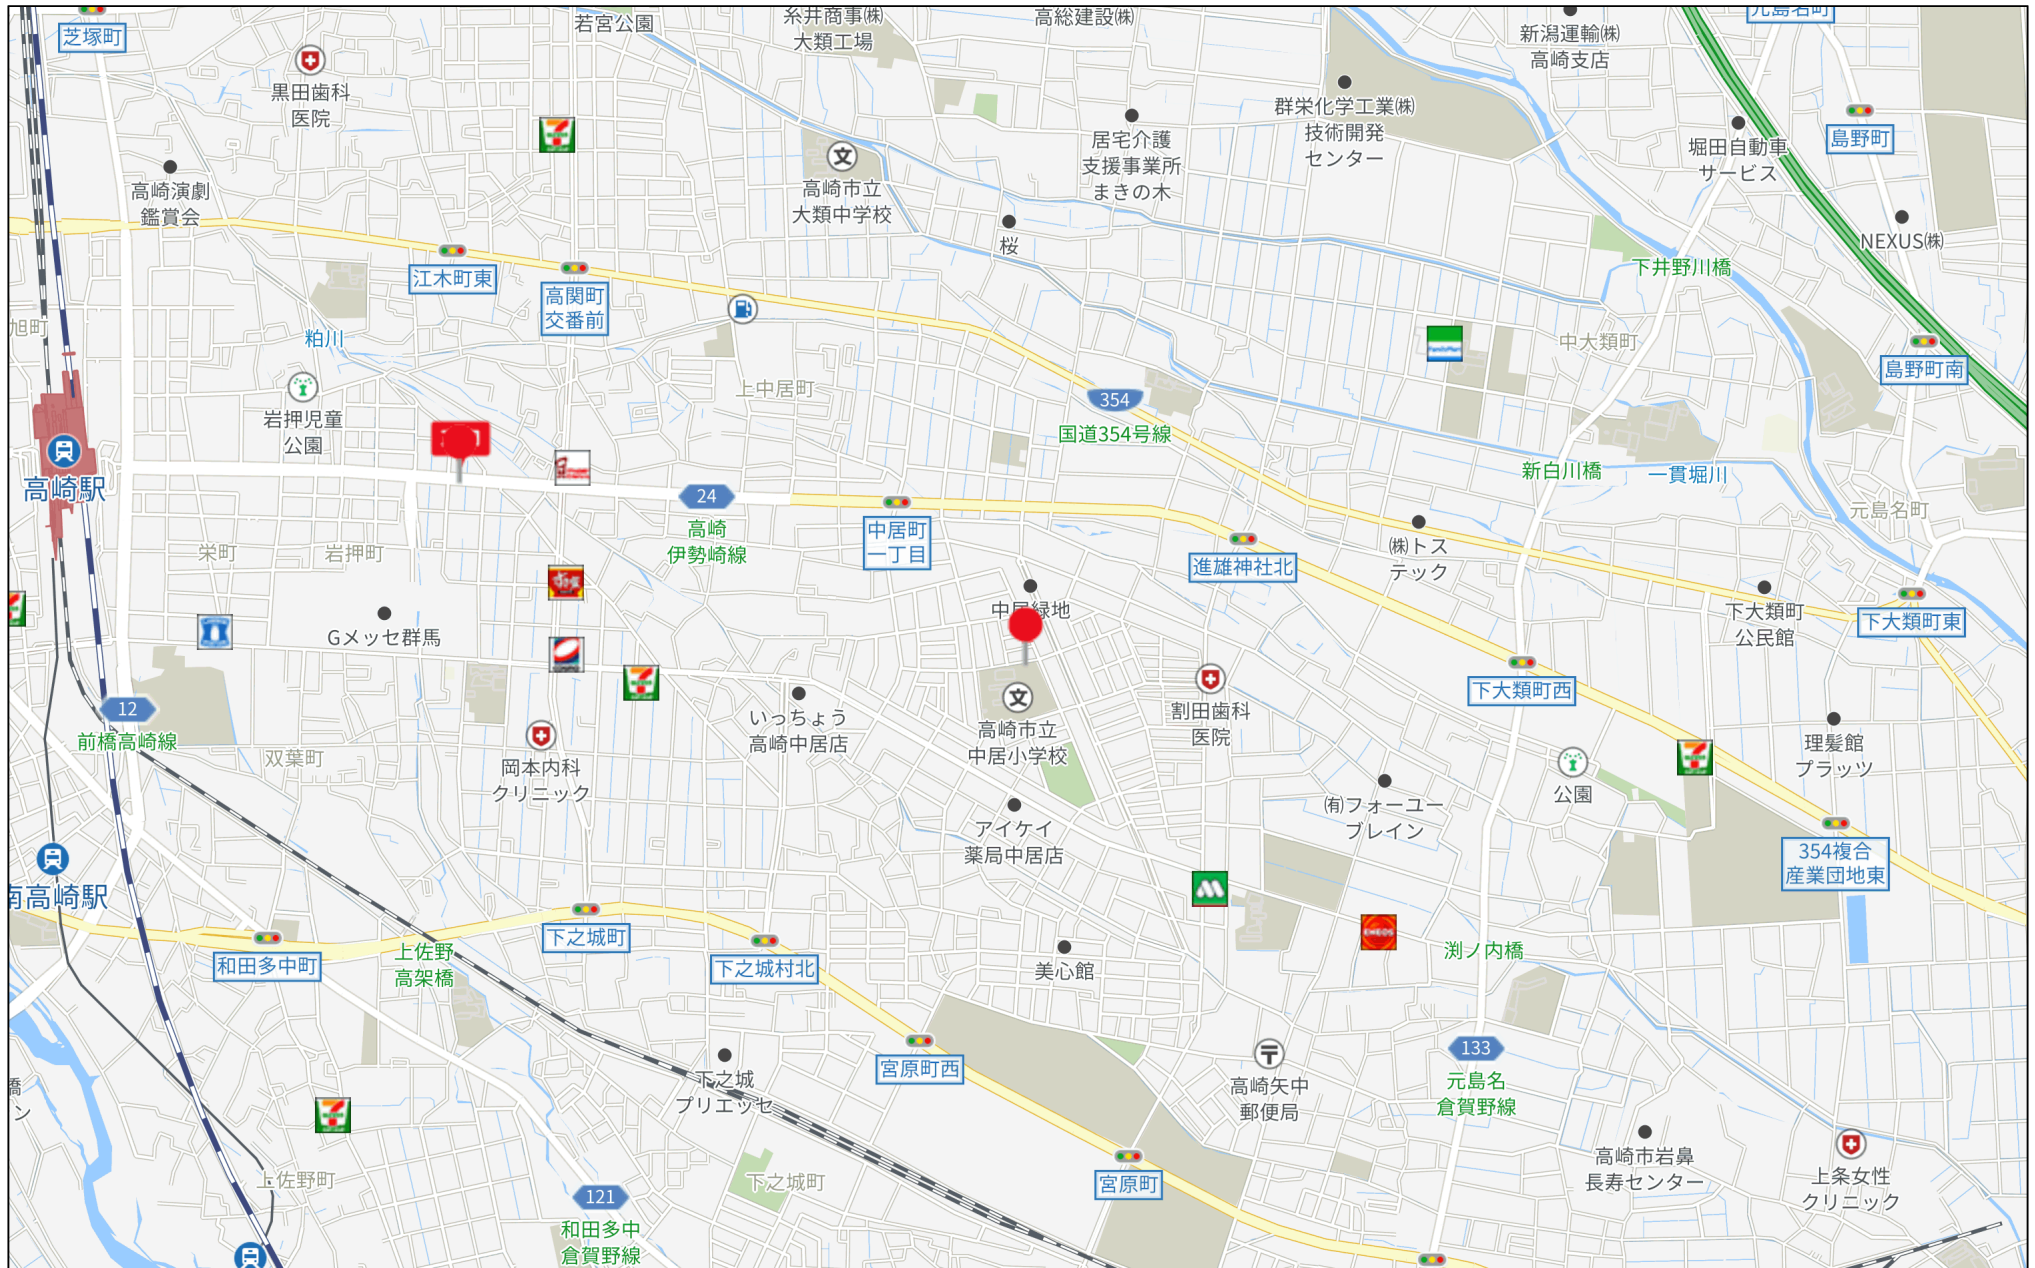 芝塚町
若宮公園
糸井商事㈱
大類工場
高総建設㈱
新潟運輸㈱
高崎支店
元島名町
黒田歯科
医院
群栄化学工業㈱
技術開発
センター
居宅介護
支援事業所
まきの木
堀田自動車
サービス
島野町
高崎演劇
鑑賞会
文
高崎市立
大類中学校
桜
NEXUS㈱
江木町東
高関町
交番前
下井野川橋
旭町
粕川
中大類町
島野町南
上中居町
岩押児童
公園
354
国道354号線
新白川橋
一貫堀川
高崎駅
24
高崎
伊勢崎線
中居町
一丁目
元島名町
栄町
岩押町
進雄神社北
㈱トス
テック
中居緑地
下大類町
公民館
下大類町東
Gメッセ群馬
下大類町西
12
前橋高崎線
いっちょう
高崎中居店
文
高崎市立
中居小学校
割田歯科
医院
双葉町
岡本内科
クリニック
理髪館
プラッツ
公園
㈲フォーユー
ブレイン
アイケイ
薬局中居店
354複合
産業団地東
南高崎駅
ENEOS
和田多中町
上佐野
高架橋
下之城町
下之城村北
美心館
渕ノ内橋
宮原町西
133
元島名
倉賀野線
高崎矢中
郵便局
下之城
プリエッセ
橋
ン
高崎市岩鼻
長寿センター
上条女性
クリニック
上佐野町
121
和田多中
倉賀野線
下之城町
宮原町